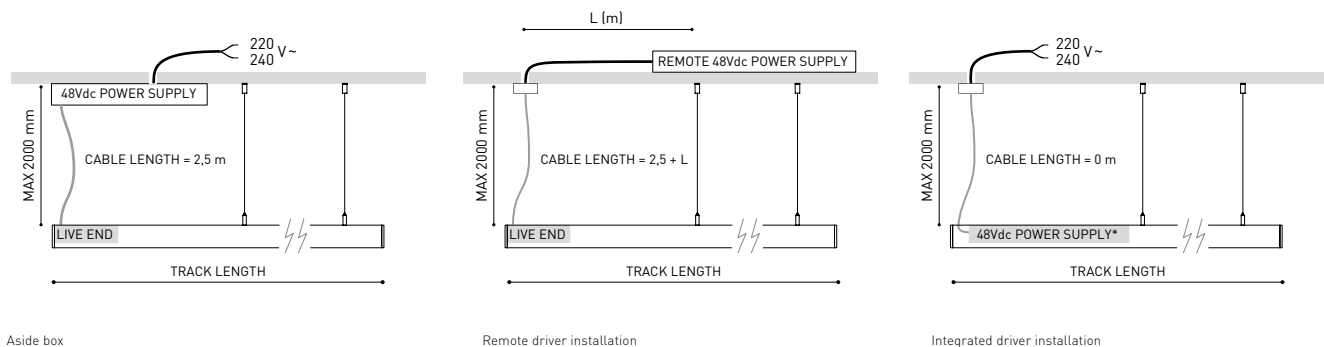 220
240 V~
48Vdc POWER SUPPLY
MAX 2000 mm
CABLE LENGTH = 2,5 m
LIVE END
TRACK LENGTH
Aside box
L (m)
REMOTE 48Vdc POWER SUPPLY
MAX 2000 mm
CABLE LENGTH = 2,5 + L
LIVE END
TRACK LENGTH
Remote driver installation
220
240 V~
MAX 2000 mm
CABLE LENGTH = 0 m
48Vdc POWER SUPPLY*
TRACK LENGTH
Integrated driver installation